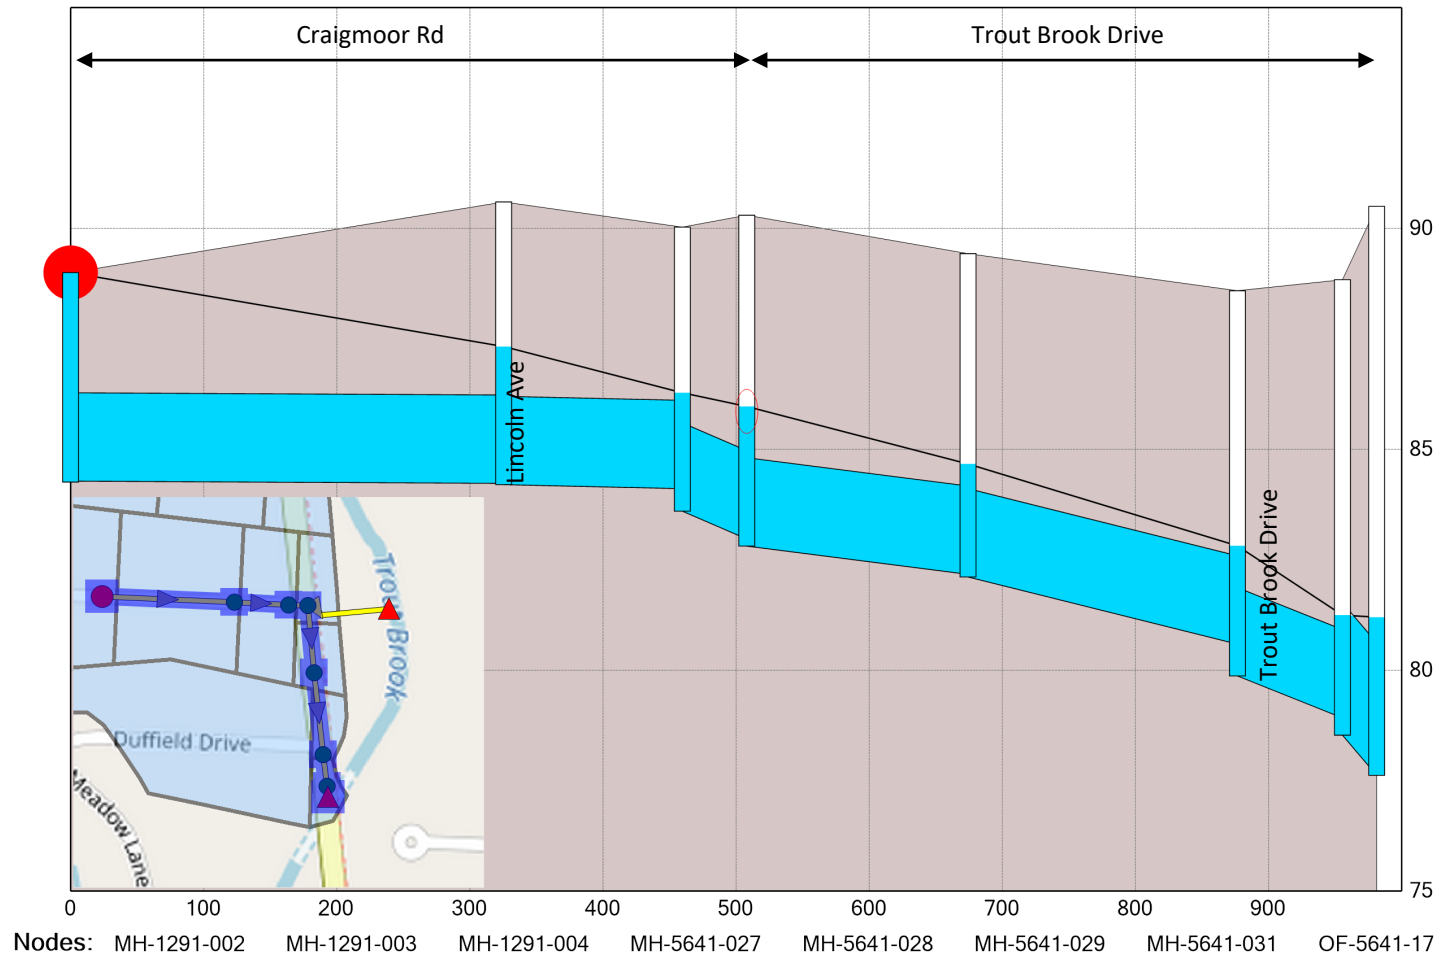 Craigmoor Rd
Trout Brook Drive
90
85
80
75
Lincoln Ave
Trout Brook Drive
Trout Brook
Duffield Drive
Meadow Lane
0 100 200 300 400 500 600 700 800 900
Nodes: MH-1291-002 MH-1291-003 MH-1291-004 MH-5641-027 MH-5641-028 MH-5641-029 MH-5641-031 OF-5641-17